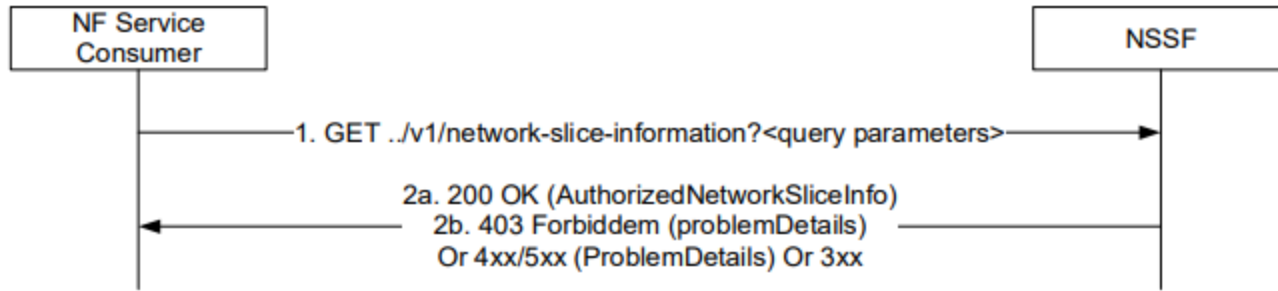 NF Service
Consumer
NSSF
1. GET ../v1/network-slice-information?<query parameters>
2a. 200 OK (AuthorizedNetworkSliceInfo)
2b. 403 Forbiddem (problemDetails)
Or 4xx/5xx (ProblemDetails) Or 3xx